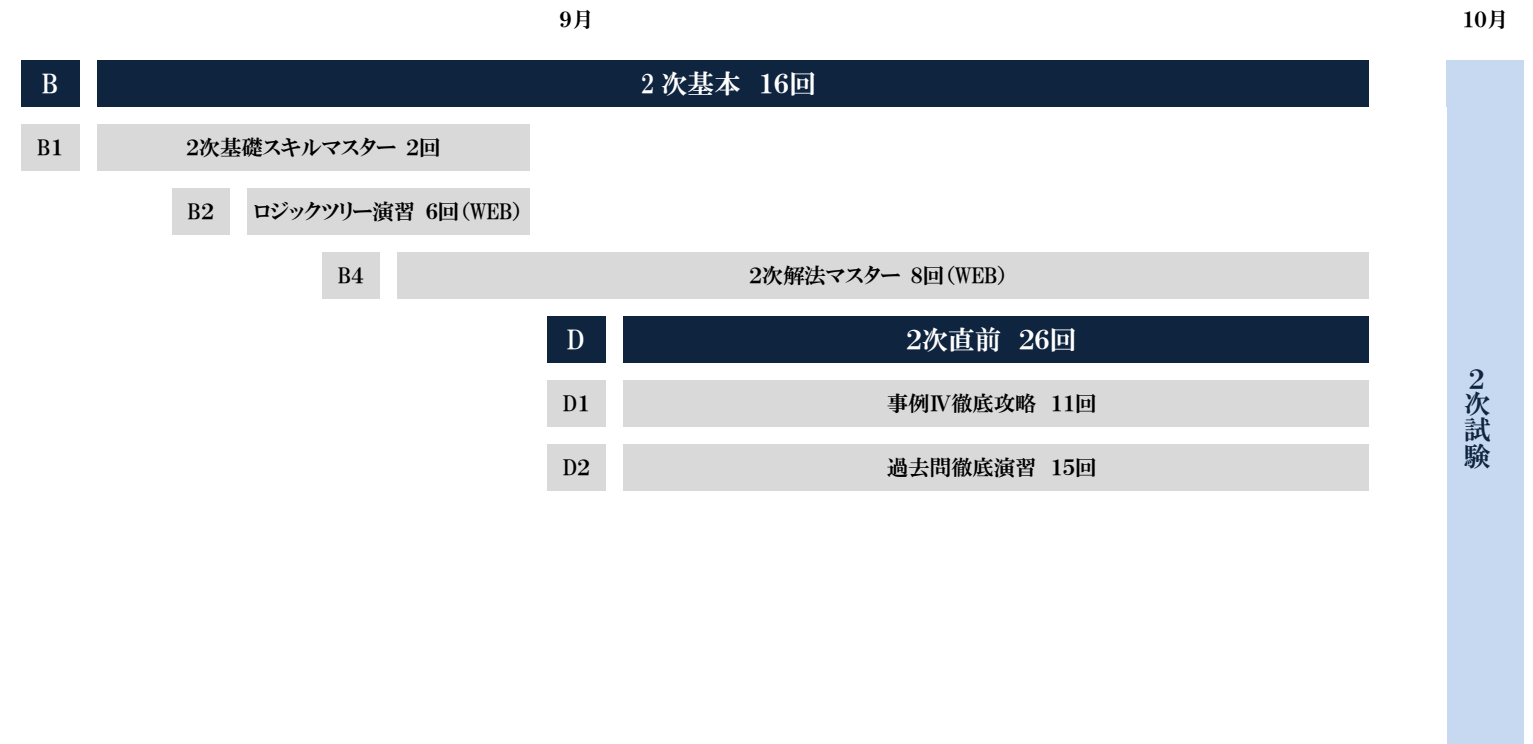 9月
10月
B
2次基本 16回
B1
2次基礎スキルマスター 2回
B2
ロジックツリー演習 6回(WEB)
B4
2次解法マスター 8回(WEB)
D
2次直前 26回
D1
事例Ⅳ徹底攻略 11回
D2
過去問徹底演習 15回
2次試験